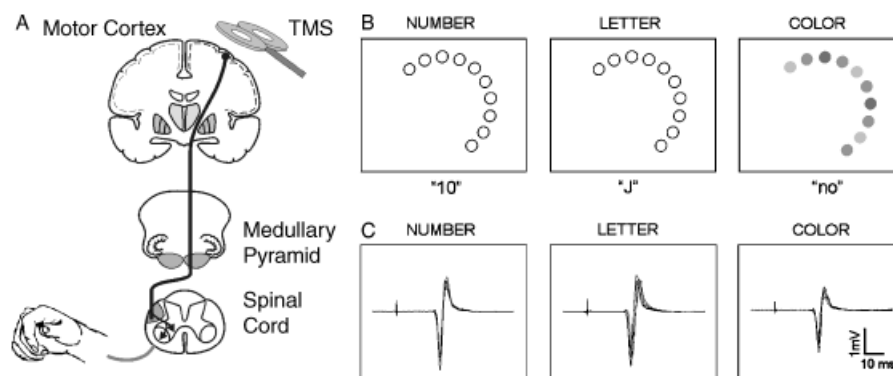 A
Motor Cortex
TMS
Medullary
Pyramid
Spinal
Cord
B
NUMBER
LETTER
COLOR
"10"
"J"
"no"
C
NUMBER
LETTER
COLOR
1mV
10 ms